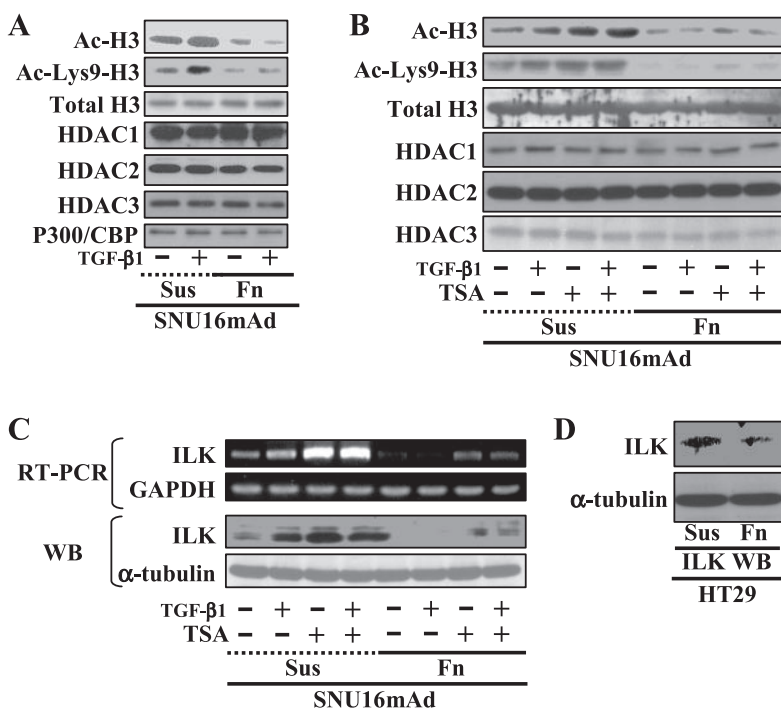 A
Ac-H3
Ac-Lys9-H3
Total H3
HDAC1
HDAC2
HDAC3
P300/CBP
TGF-β1 − + − +
Sus Fn
SNU16mAd
B
Ac-H3
Ac-Lys9-H3
Total H3
HDAC1
HDAC2
HDAC3
TGF-β1 − + − + − + − +
TSA − − + + − − + +
Sus Fn
SNU16mAd
C
RT-PCR
ILK
GAPDH
WB
ILK
α-tubulin
TGF-β1 − + − + − + − +
TSA − − + + − − + +
Sus Fn
SNU16mAd
D
ILK
α-tubulin
Sus Fn
ILK WB
HT29